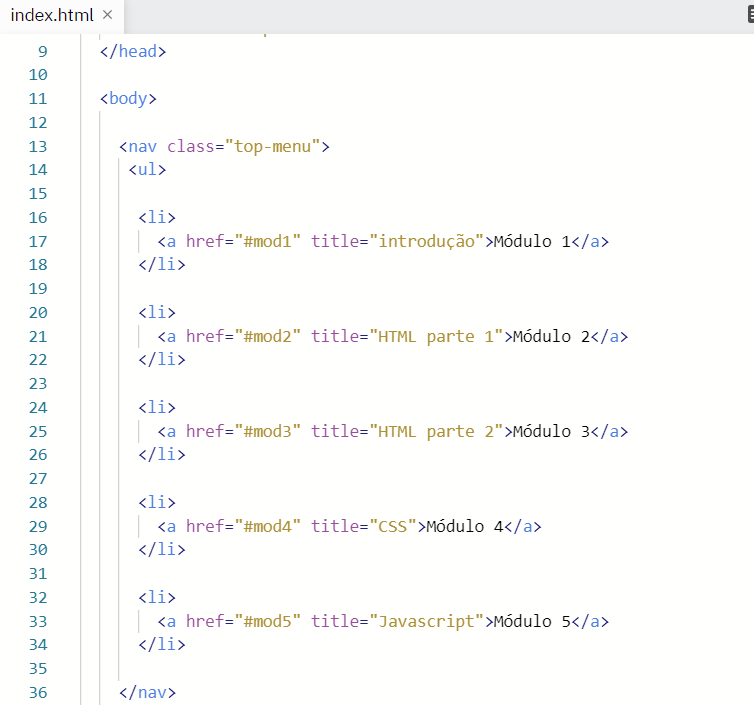 index.html ×
9 </head>
10
11 <body>
12
13 <nav class="top-menu">
14 <ul>
15
16 <li>
17 <a href="#mod1" title="introdução">Módulo 1</a>
18 </li>
19
20 <li>
21 <a href="#mod2" title="HTML parte 1">Módulo 2</a>
22 </li>
23
24 <li>
25 <a href="#mod3" title="HTML parte 2">Módulo 3</a>
26 </li>
27
28 <li>
29 <a href="#mod4" title="CSS">Módulo 4</a>
30 </li>
31
32 <li>
33 <a href="#mod5" title="Javascript">Módulo 5</a>
34 </li>
35
36 </nav>